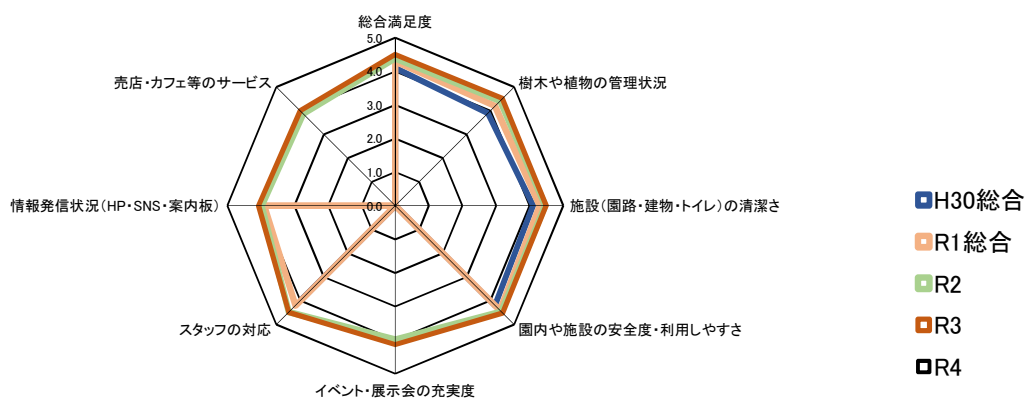 総合満足度
5.0
4.0
3.0
2.0
1.0
0.0
樹木や植物の管理状況
施設(園路・建物・トイレ)の清潔さ
園内や施設の安全度・利用しやすさ
イベント・展示会の充実度
スタッフの対応
情報発信状況(HP・SNS・案内板)
売店・カフェ等のサービス
H30総合
R1総合
R2
R3
R4